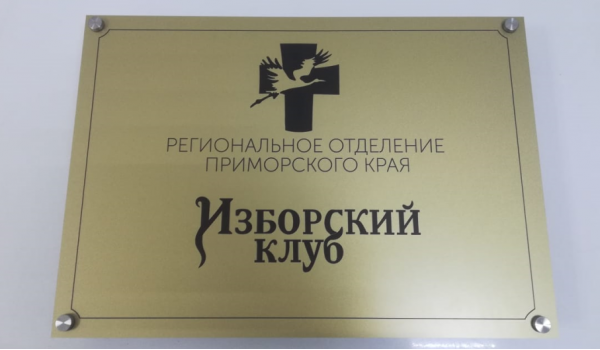 РЕГИОНАЛЬНОЕ ОТДЕЛЕНИЕ
ПРИМОРСКОГО КРАЯ
ИЗБОРСКИЙ
КЛУБ